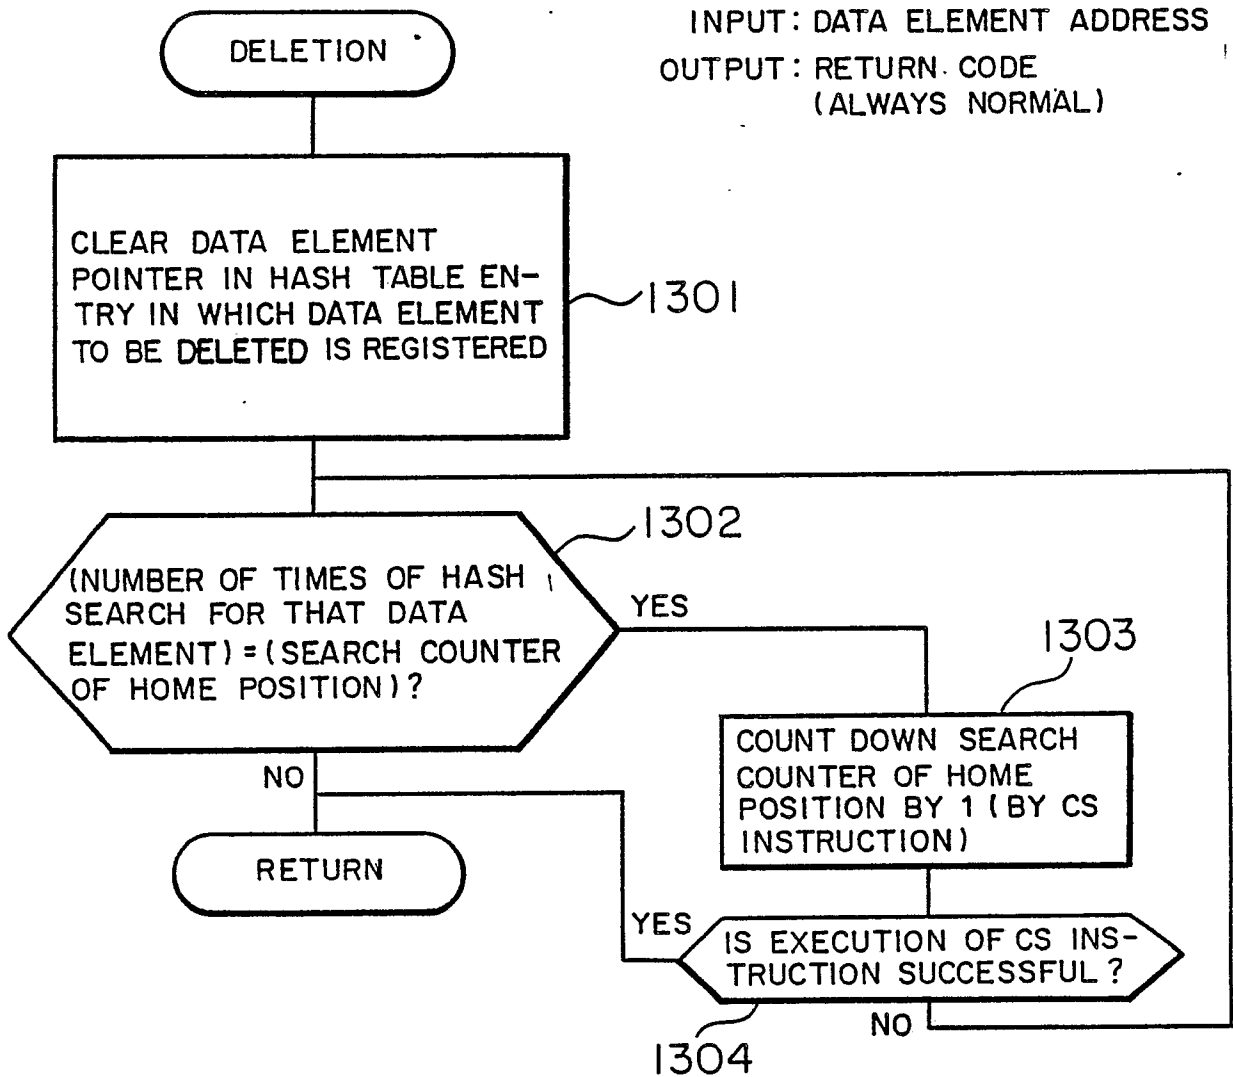 DELETION
INPUT: DATA ELEMENT ADDRESS
OUTPUT: RETURN CODE
(ALWAYS NORMAL)
CLEAR DATA ELEMENT
POINTER IN HASH TABLE EN-
TRY IN WHICH DATA ELEMENT
TO BE DELETED IS REGISTERED
1301
1302
(NUMBER OF TIMES OF HASH
SEARCH FOR THAT DATA
ELEMENT) = (SEARCH COUNTER
OF HOME POSITION)?
YES
1303
COUNT DOWN SEARCH
COUNTER OF HOME
POSITION BY 1 (BY CS
INSTRUCTION)
NO
RETURN
YES
IS EXECUTION OF CS INS-
TRUCTION SUCCESSFUL?
NO
1304